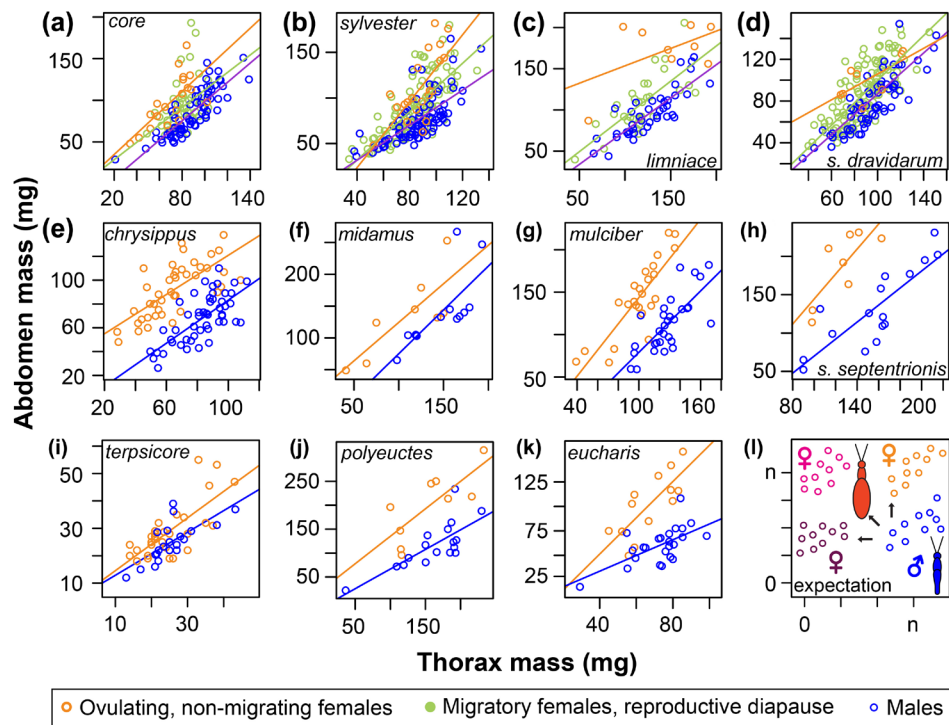 (a) core (b) sylvester (c) (d)
150 150 150 120
80
50 50 50 limniace 40 s. dravidarum
20 60 100 140 40 80 120 50 150 40 80 120
(e) chrysippus (f) midamus (g) mulciber (h)
100 200 150 150
60 100
20 50 50 s. septentrionis
20 60 100 50 150 40 100 160 80 140 200
(i) terpsicore (j) polyeuctes (k) eucharis (l)
50 250 125 n ♀ ♀
30 150 75
10 50 25 0 ♀ ♂
expectation
10 30 50 150 40 80 0 n
Abdomen mass (mg)
Thorax mass (mg)
Ovulating, non-migrating females Migratory females, reproductive diapause Males